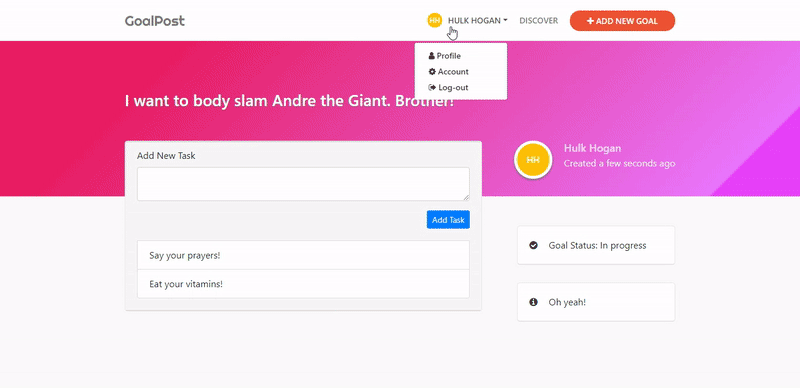 GoalPost
HH HULK HOGAN DISCOVER + ADD NEW GOAL
Profile
Account
Log-out
I want to body slam Andre the Giant. Brother!
Add New Task
Add Task
Say your prayers!
Eat your vitamins!
HH
Hulk Hogan
Created a few seconds ago
Goal Status: In progress
Oh yeah!